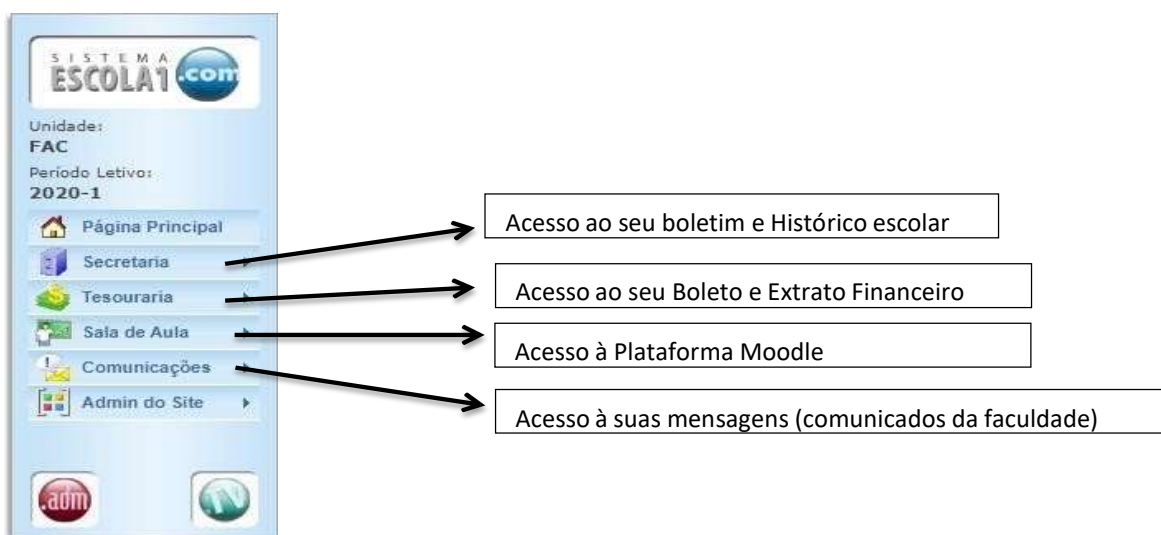 SISTEMA
ESCOLA1 .com
Unidade:
FAC
Período Letivo:
2020-1
Página Principal
Secretaria
Tesouraria
Sala de Aula
Comunicações
Admin do Site
.adm
TV
Acesso ao seu boletim e Histórico escolar
Acesso ao seu Boleto e Extrato Financeiro
Acesso à Plataforma Moodle
Acesso à suas mensagens (comunicados da faculdade)